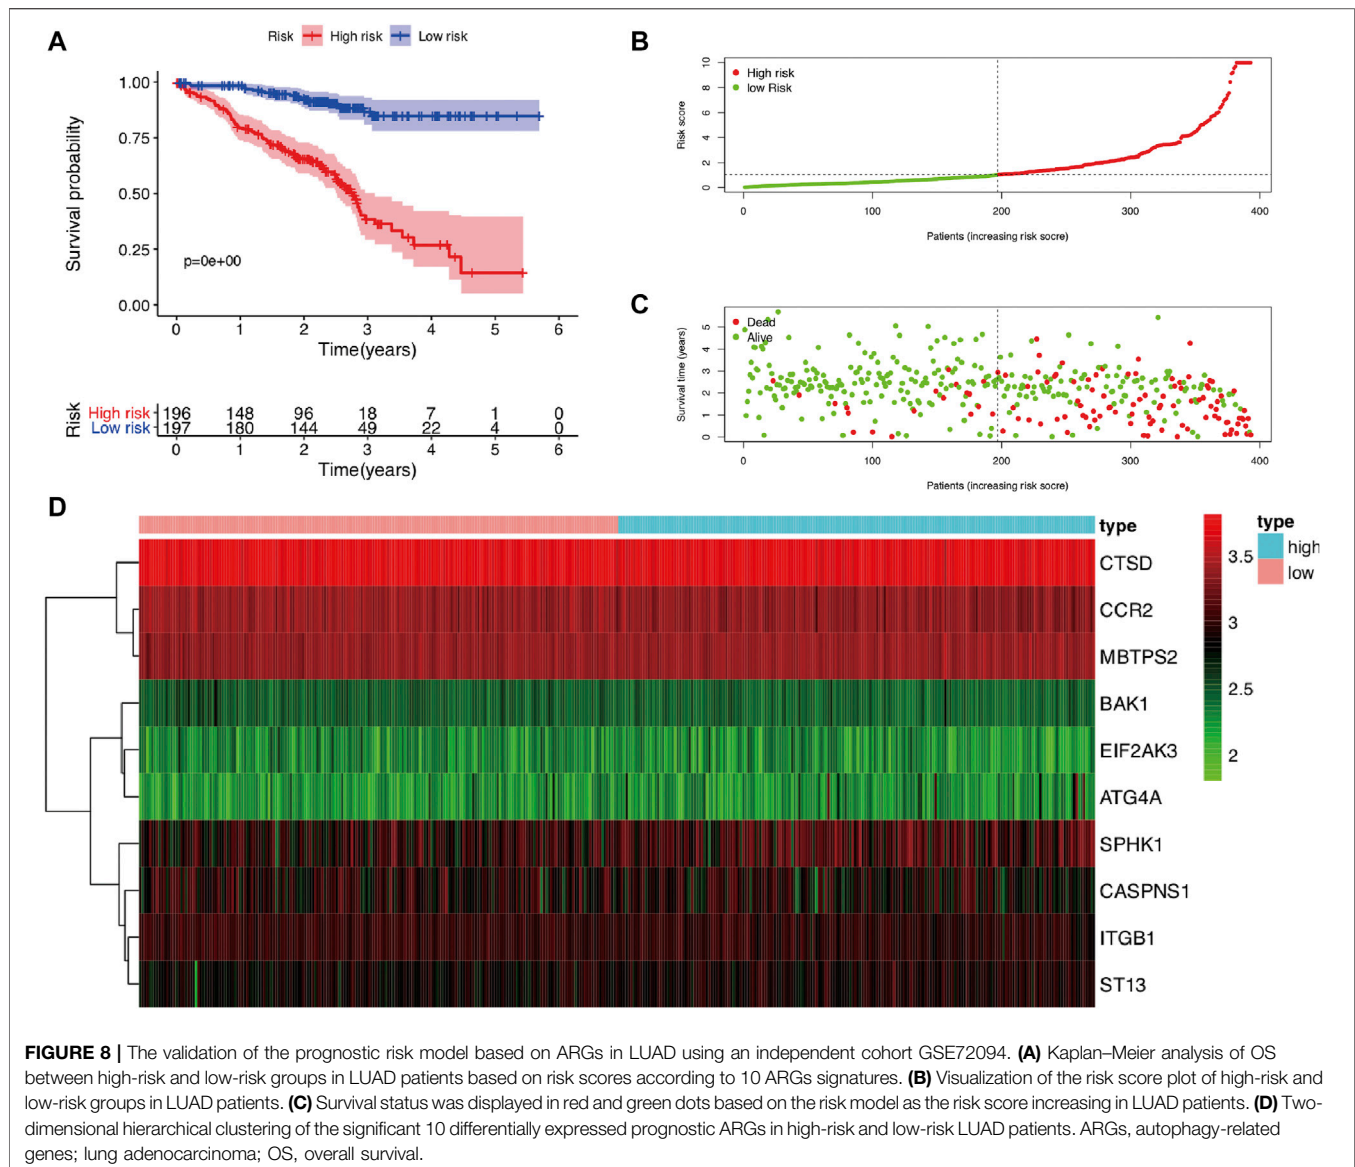 A
Risk High risk Low risk
Survival probability
1.00
0.75
0.50
0.25
0.00
p=0e+00
0 1 2 3 4 5 6
Time(years)
Risk
High risk 196 148 96 18 7 1 0
Low risk 197 180 144 49 22 4 0
0 1 2 3 4 5 6
Time(years)
B
High risk
low Risk
Risk score
10
8
6
4
2
0
0 100 200 300 400
Patients (increasing risk socre)
C
Dead
Alive
Survival time (years)
5
4
3
2
1
0
0 100 200 300 400
Patients (increasing risk socre)
D
type
CTSD
CCR2
MBTPS2
BAK1
EIF2AK3
ATG4A
SPHK1
CASPNS1
ITGB1
ST13
3.5
3
2.5
2
type
high
low
FIGURE 8 | The validation of the prognostic risk model based on ARGs in LUAD using an independent cohort GSE72094. (A) Kaplan–Meier analysis of OS
between high-risk and low-risk groups in LUAD patients based on risk scores according to 10 ARGs signatures. (B) Visualization of the risk score plot of high-risk and
low-risk groups in LUAD patients. (C) Survival status was displayed in red and green dots based on the risk model as the risk score increasing in LUAD patients. (D) Two-
dimensional hierarchical clustering of the significant 10 differentially expressed prognostic ARGs in high-risk and low-risk LUAD patients. ARGs, autophagy-related
genes; lung adenocarcinoma; OS, overall survival.